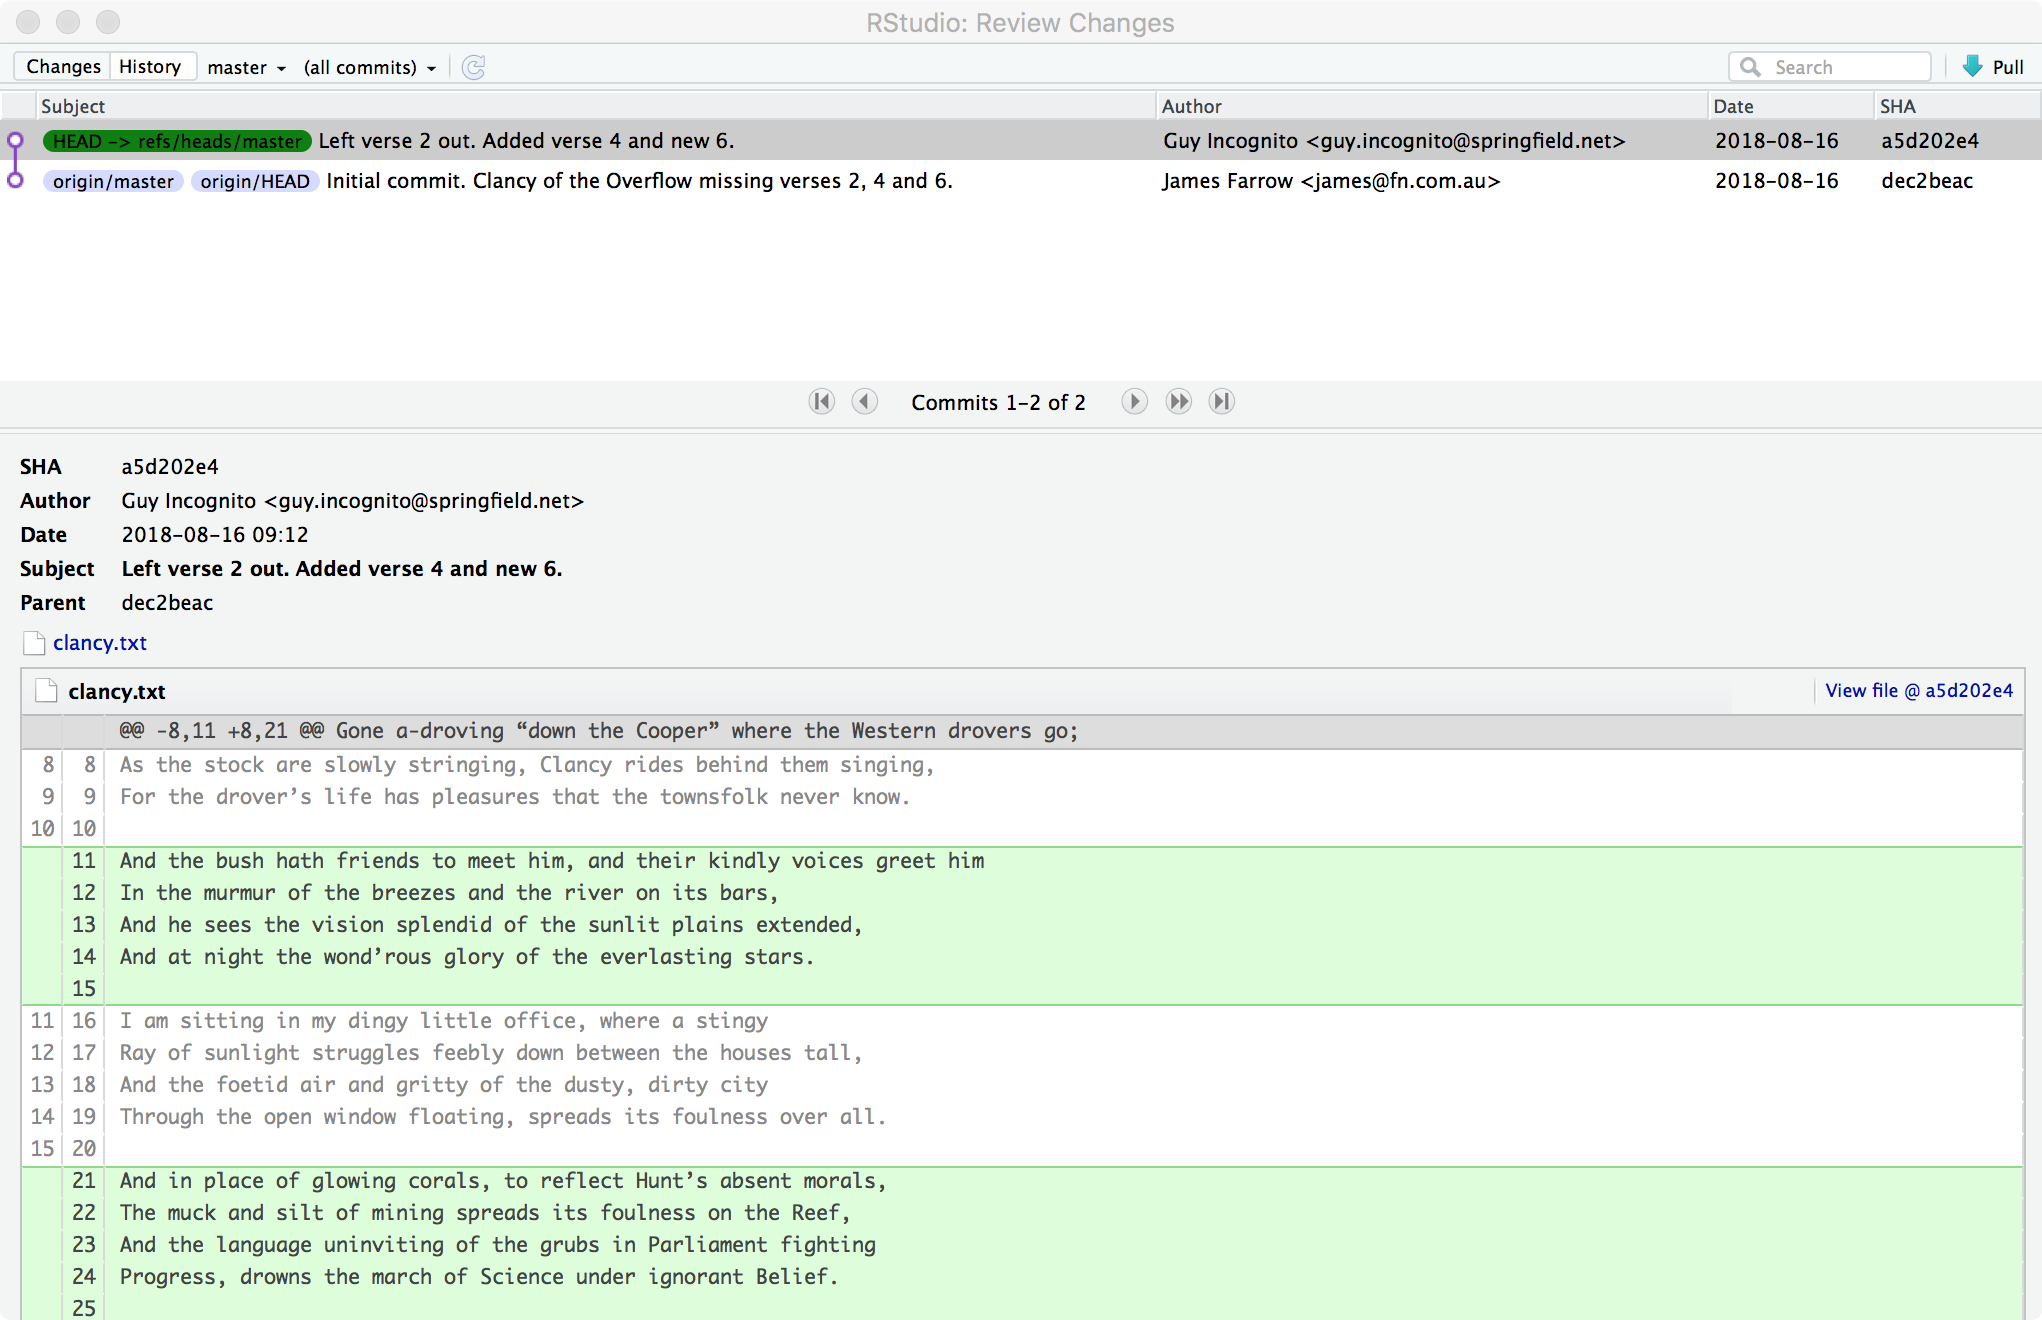 RStudio: Review Changes
Changes History master (all commits) Search Pull
Subject Author Date SHA
HEAD -> refs/heads/master Left verse 2 out. Added verse 4 and new 6. Guy Incognito <guy.incognito@springfield.net> 2018-08-16 a5d202e4
origin/master origin/HEAD Initial commit. Clancy of the Overflow missing verses 2, 4 and 6. James Farrow <james@fn.com.au> 2018-08-16 dec2beac
Commits 1-2 of 2
SHA a5d202e4
Author Guy Incognito <guy.incognito@springfield.net>
Date 2018-08-16 09:12
Subject Left verse 2 out. Added verse 4 and new 6.
Parent dec2beac
clancy.txt
clancy.txt View file @ a5d202e4
@@ -8,11 +8,21 @@ Gone a-droving “down the Cooper” where the Western drovers go;
8 8 As the stock are slowly stringing, Clancy rides behind them singing,
9 9 For the drover’s life has pleasures that the townsfolk never know.
10 10
11 And the bush hath friends to meet him, and their kindly voices greet him
12 In the murmur of the breezes and the river on its bars,
13 And he sees the vision splendid of the sunlit plains extended,
14 And at night the wond’rous glory of the everlasting stars.
15
11 16 I am sitting in my dingy little office, where a stingy
12 17 Ray of sunlight struggles feebly down between the houses tall,
13 18 And the foetid air and gritty of the dusty, dirty city
14 19 Through the open window floating, spreads its foulness over all.
15 20
21 And in place of glowing corals, to reflect Hunt’s absent morals,
22 The muck and silt of mining spreads its foulness on the Reef,
23 And the language uninviting of the grubs in Parliament fighting
24 Progress, drowns the march of Science under ignorant Belief.
25